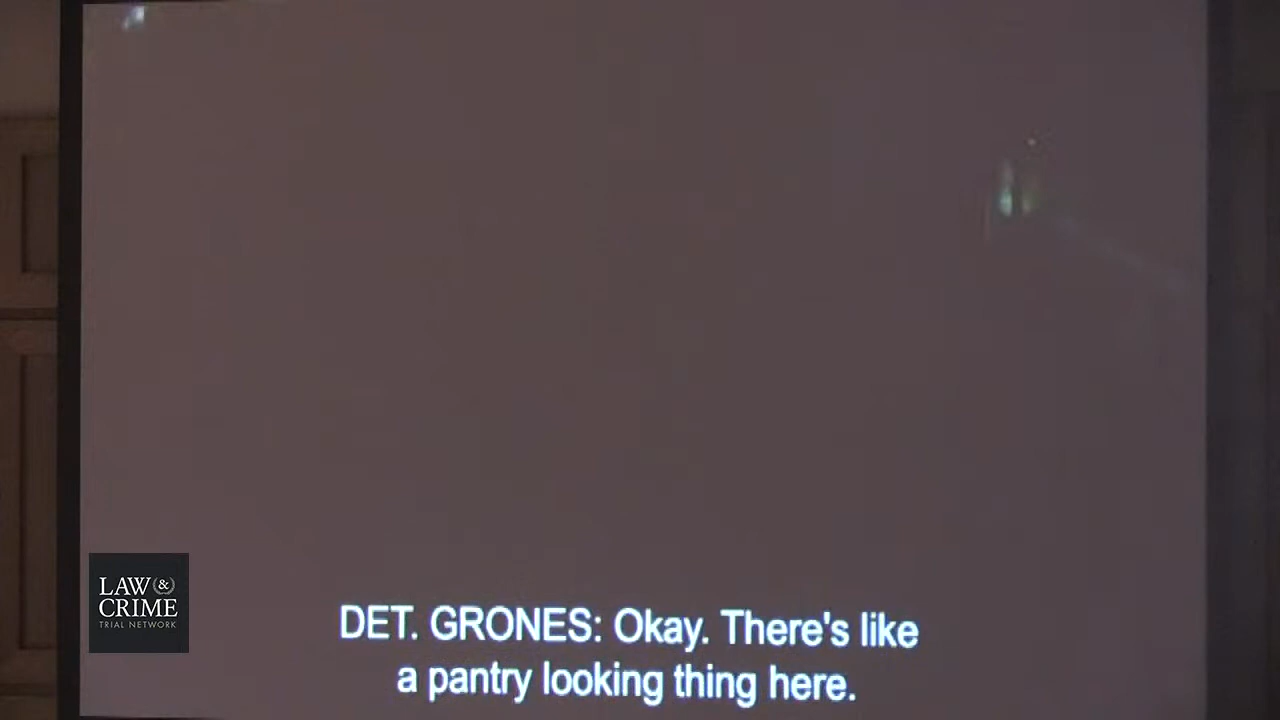 LAW &
CRIME
TRIAL NETWORK
DET. GRONES: Okay. There's like
a pantry looking thing here.